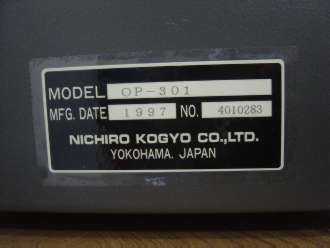 MODEL OP-301
MFG. DATE 1997 NO. 4010283
NICHIRO KOGYO CO.,LTD.
YOKOHAMA. JAPAN